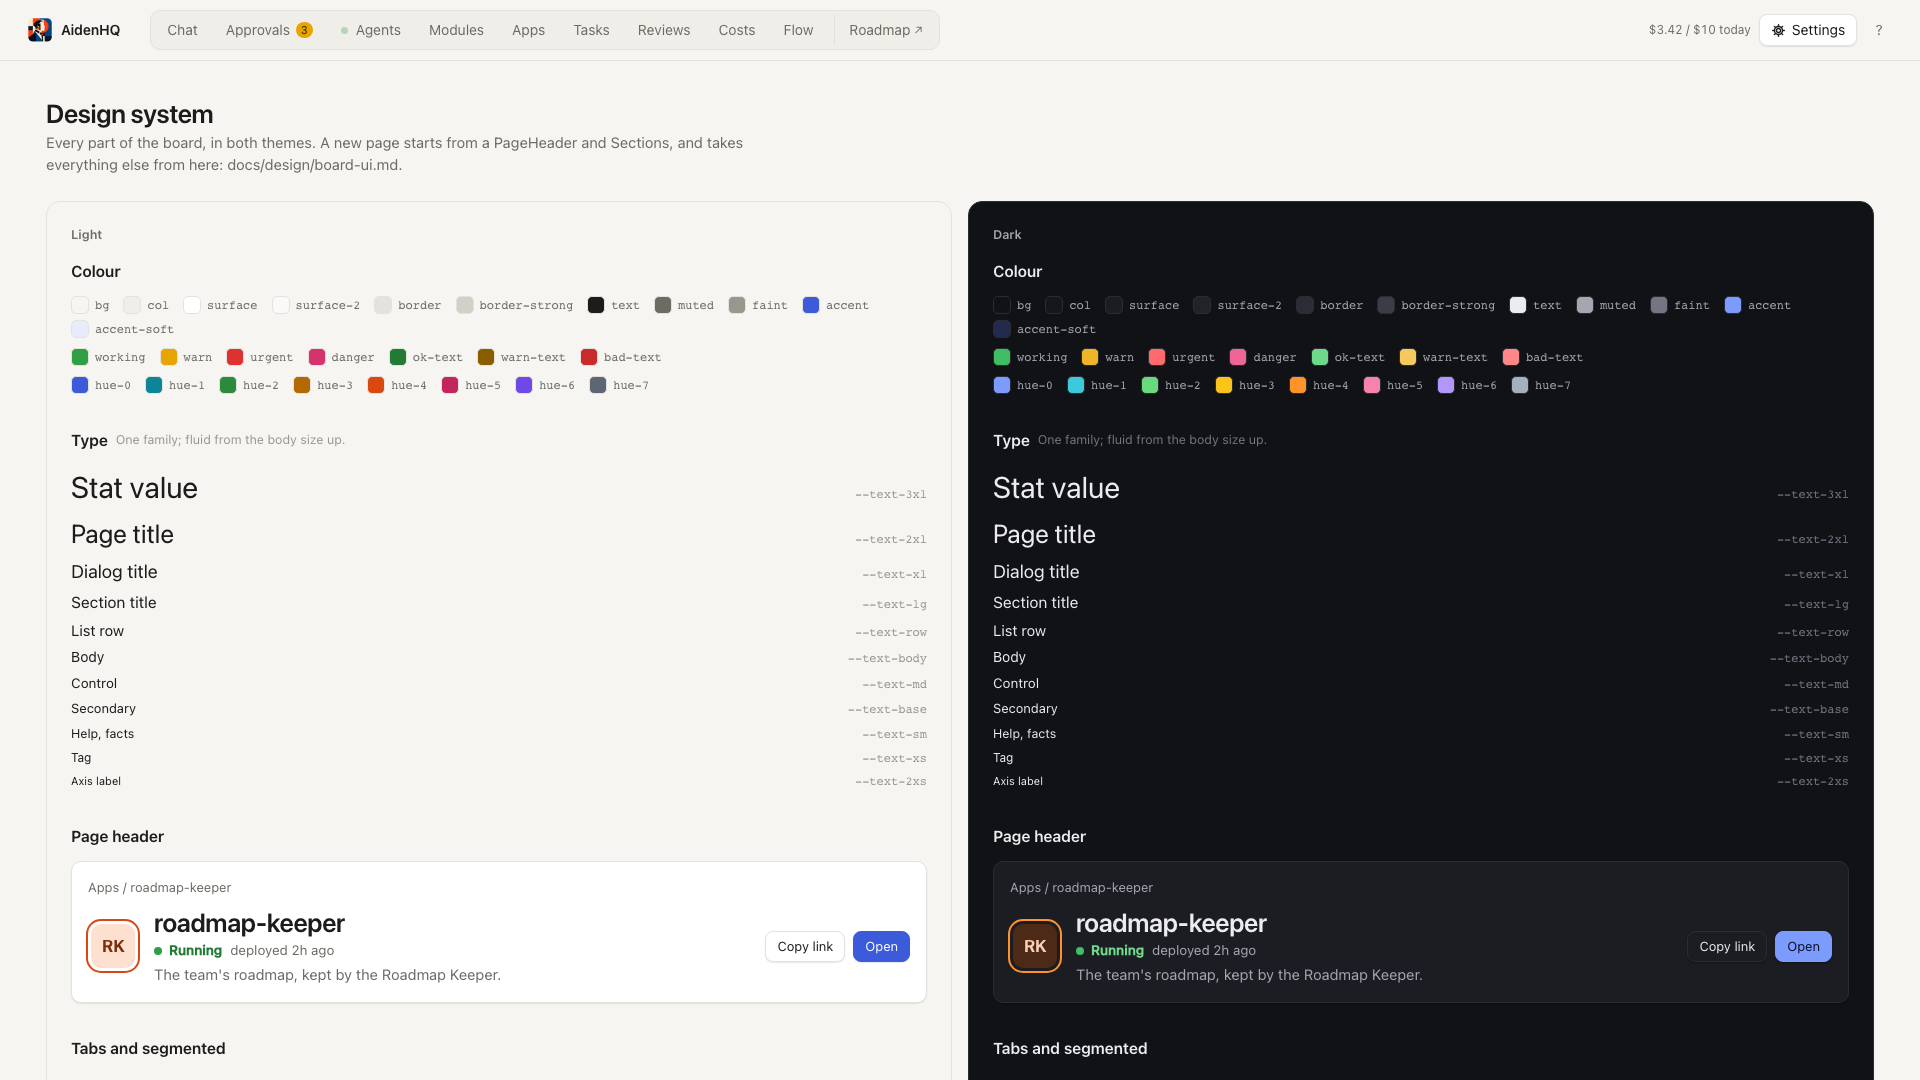 AidenHQ
Chat
Approvals 3
Agents
Modules
Apps
Tasks
Reviews
Costs
Flow
Roadmap ↗
$3.42 / $10 today
Settings
?
Design system
Every part of the board, in both themes. A new page starts from a PageHeader and Sections, and takes
everything else from here: docs/design/board-ui.md.
Light
Colour
bg col surface surface-2 border border-strong text muted faint accent
accent-soft
working warn urgent danger ok-text warn-text bad-text
hue-0 hue-1 hue-2 hue-3 hue-4 hue-5 hue-6 hue-7
Type One family; fluid from the body size up.
Stat value --text-3xl
Page title --text-2xl
Dialog title --text-xl
Section title --text-lg
List row --text-row
Body --text-body
Control --text-md
Secondary --text-base
Help, facts --text-sm
Tag --text-xs
Axis label --text-2xs
Page header
Apps / roadmap-keeper
RK
roadmap-keeper
Running deployed 2h ago
The team's roadmap, kept by the Roadmap Keeper.
Copy link
Open
Tabs and segmented
Dark
Colour
bg col surface surface-2 border border-strong text muted faint accent
accent-soft
working warn urgent danger ok-text warn-text bad-text
hue-0 hue-1 hue-2 hue-3 hue-4 hue-5 hue-6 hue-7
Type One family; fluid from the body size up.
Stat value --text-3xl
Page title --text-2xl
Dialog title --text-xl
Section title --text-lg
List row --text-row
Body --text-body
Control --text-md
Secondary --text-base
Help, facts --text-sm
Tag --text-xs
Axis label --text-2xs
Page header
Apps / roadmap-keeper
RK
roadmap-keeper
Running deployed 2h ago
The team's roadmap, kept by the Roadmap Keeper.
Copy link
Open
Tabs and segmented